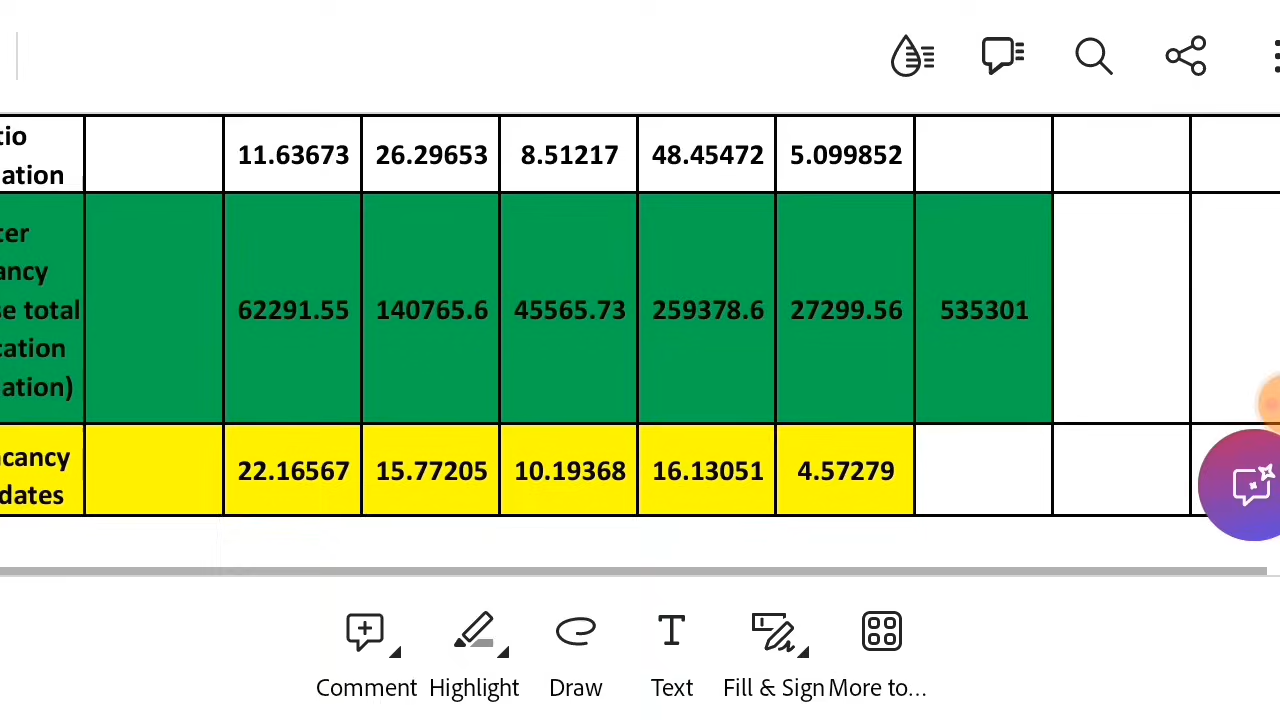 tio
ation
11.63673 26.29653 8.51217 48.45472 5.099852
ter
ancy
se total
cation
ation)
62291.55 140765.6 45565.73 259378.6 27299.56 535301
acancy
dates
22.16567 15.77205 10.19368 16.13051 4.57279
Comment Highlight Draw Text Fill & Sign More to...